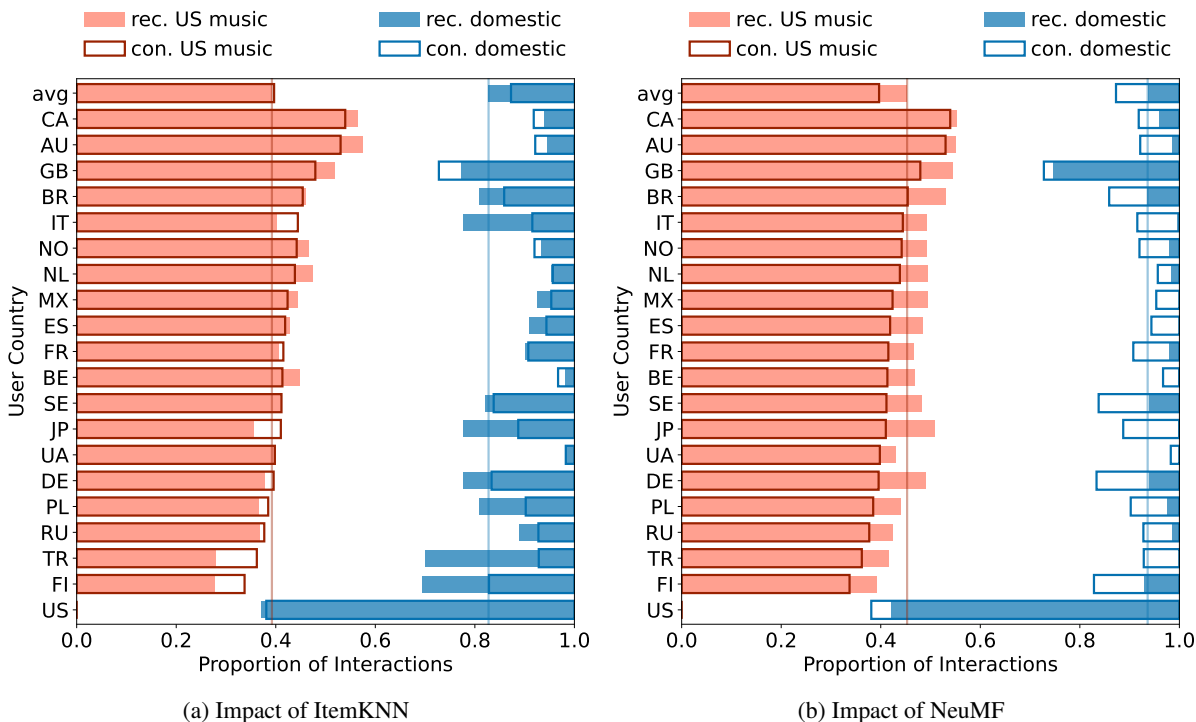 rec. US music
rec. domestic
con. US music
con. domestic
User Country
avg
CA
AU
GB
BR
IT
NO
NL
MX
ES
FR
BE
SE
JP
UA
DE
PL
RU
TR
FI
US
0.0 0.2 0.4 0.6 0.8 1.0
Proportion of Interactions
(a) Impact of ItemKNN
rec. US music
rec. domestic
con. US music
con. domestic
User Country
avg
CA
AU
GB
BR
IT
NO
NL
MX
ES
FR
BE
SE
JP
UA
DE
PL
RU
TR
FI
US
0.0 0.2 0.4 0.6 0.8 1.0
Proportion of Interactions
(b) Impact of NeuMF